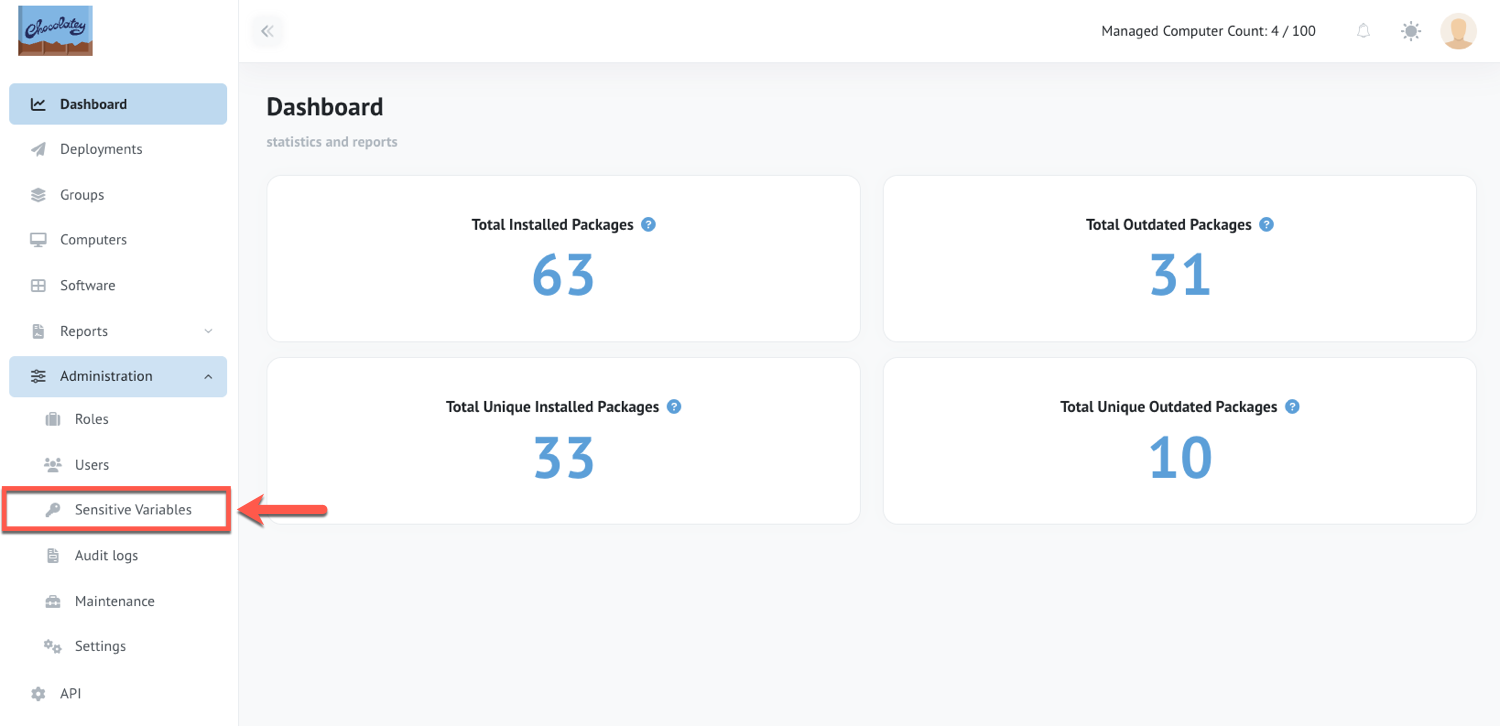 Chocolatey
Managed Computer Count: 4 / 100
Dashboard
Deployments
Groups
Computers
Software
Reports
Administration
Roles
Users
Sensitive Variables
Audit logs
Maintenance
Settings
API
Dashboard
statistics and reports
Total Installed Packages ?
63
Total Outdated Packages ?
31
Total Unique Installed Packages ?
33
Total Unique Outdated Packages ?
10